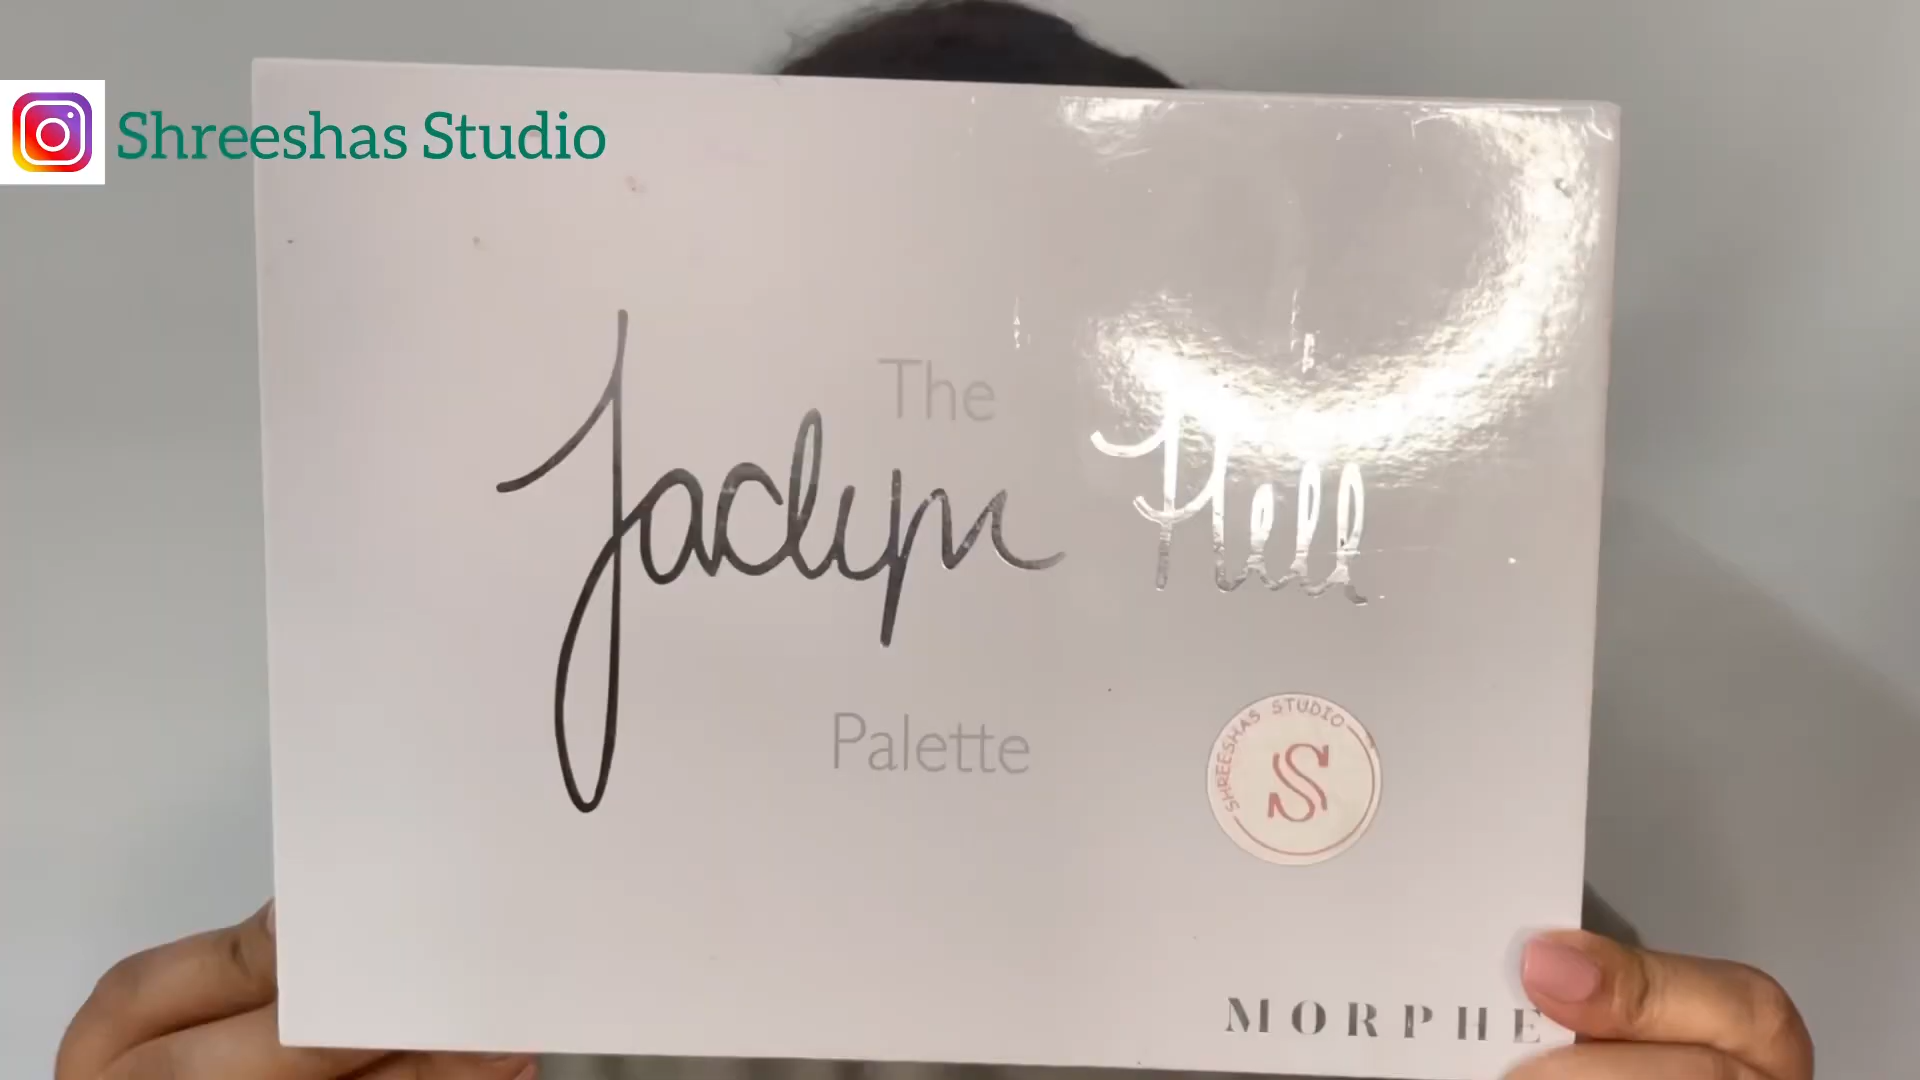 Shreeshas Studio
The
Jaclyn Hill
Palette
SHREESHAS STUDIO
S
MORPHE